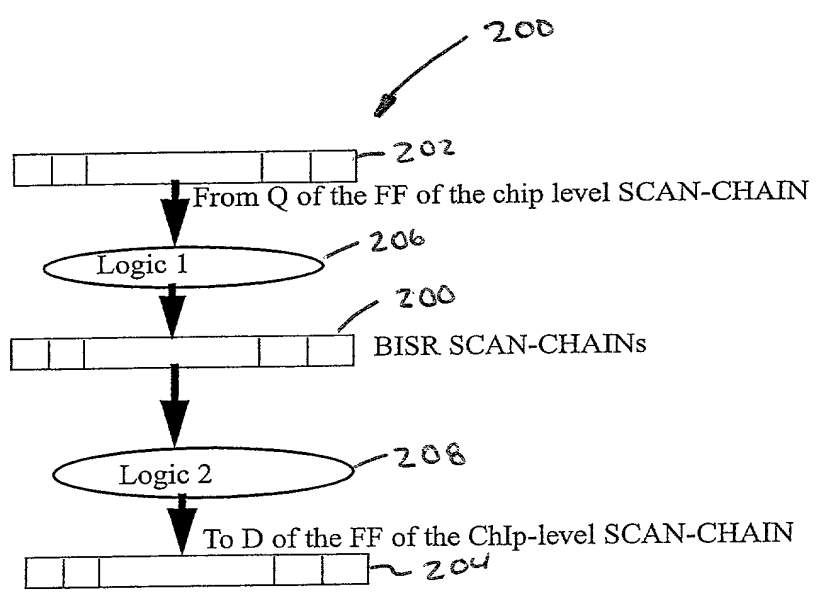 200
202
From Q of the FF of the chip level SCAN-CHAIN
206
Logic 1
200
BISR SCAN-CHAINs
208
Logic 2
To D of the FF of the ChIp-level SCAN-CHAIN
204